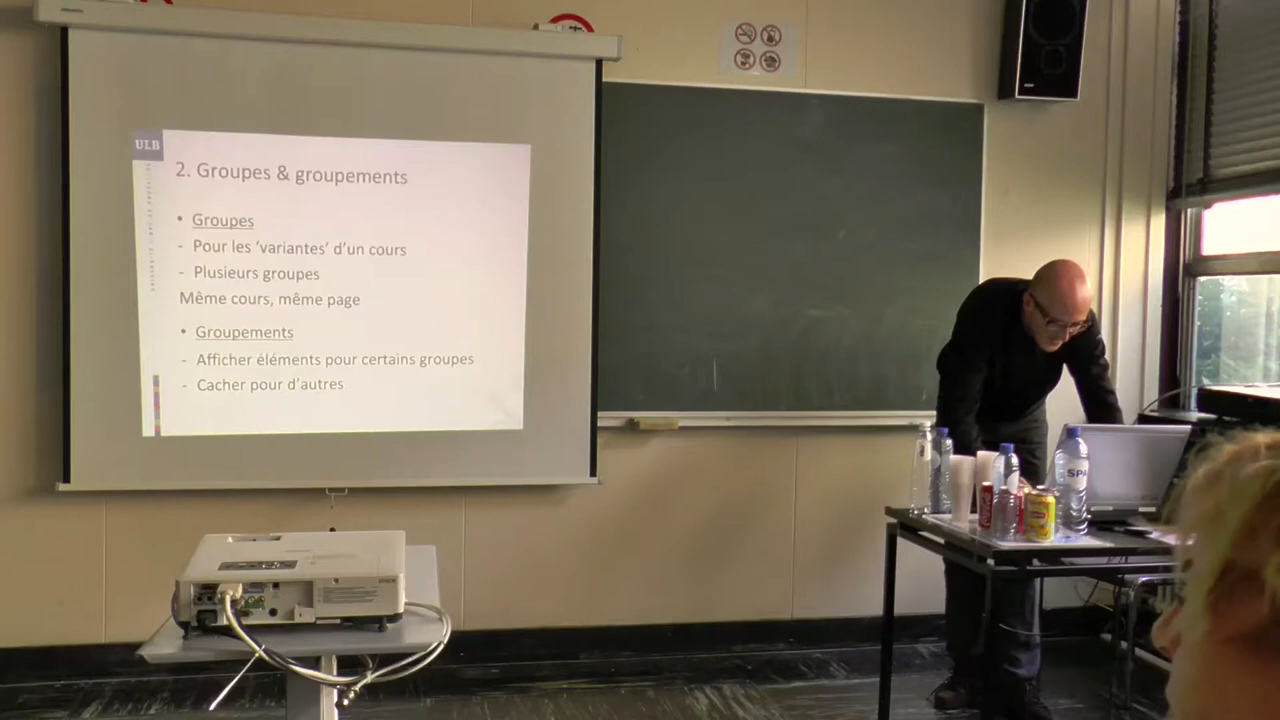 ULB
2. Groupes & groupements
• Groupes
- Pour les ‘variantes’ d’un cours
- Plusieurs groupes
Même cours, même page
• Groupements
- Afficher éléments pour certains groupes
- Cacher pour d’autres
SPA
EPSON